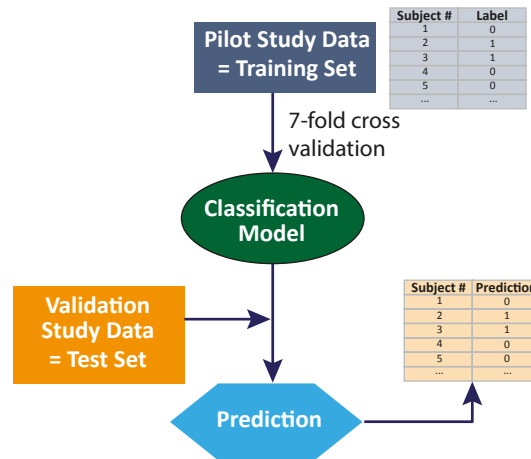 Pilot Study Data
= Training Set
Subject # Label
1 0
2 1
3 1
4 0
5 0
... ...
7-fold cross
validation
Classification
Model
Validation
Study Data
= Test Set
Subject # Prediction
1 0
2 1
3 1
4 0
5 0
... ...
Prediction